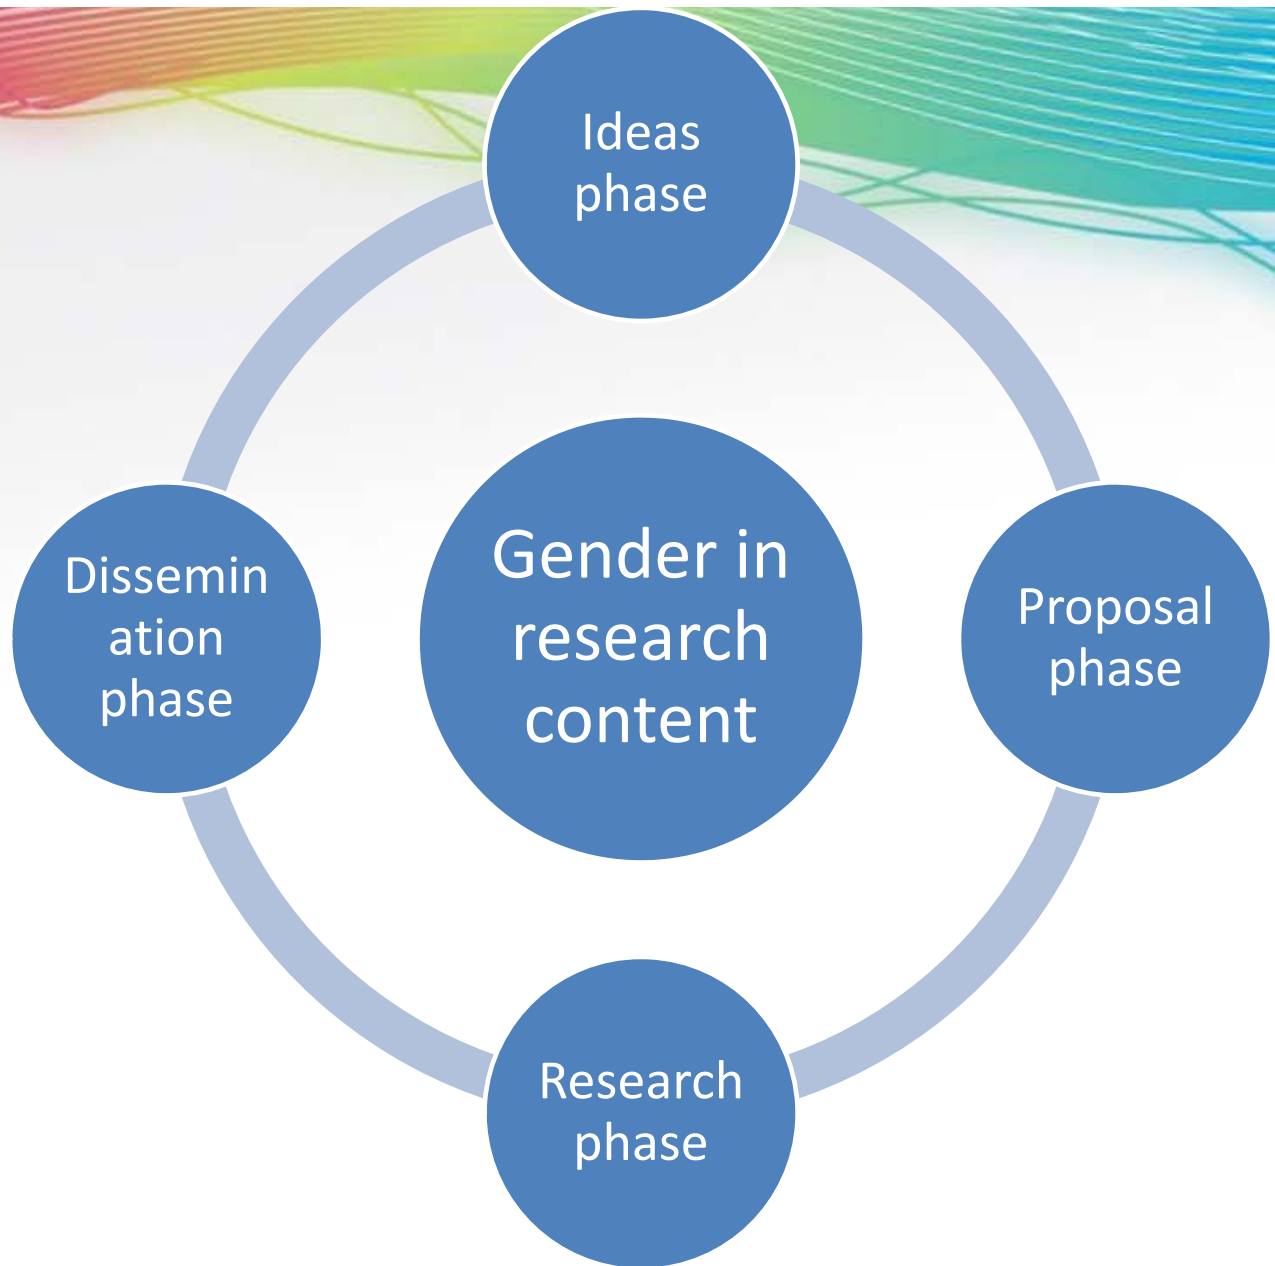 Ideas
phase
Gender in
research
content
Proposal
phase
Research
phase
Dissemin
ation
phase